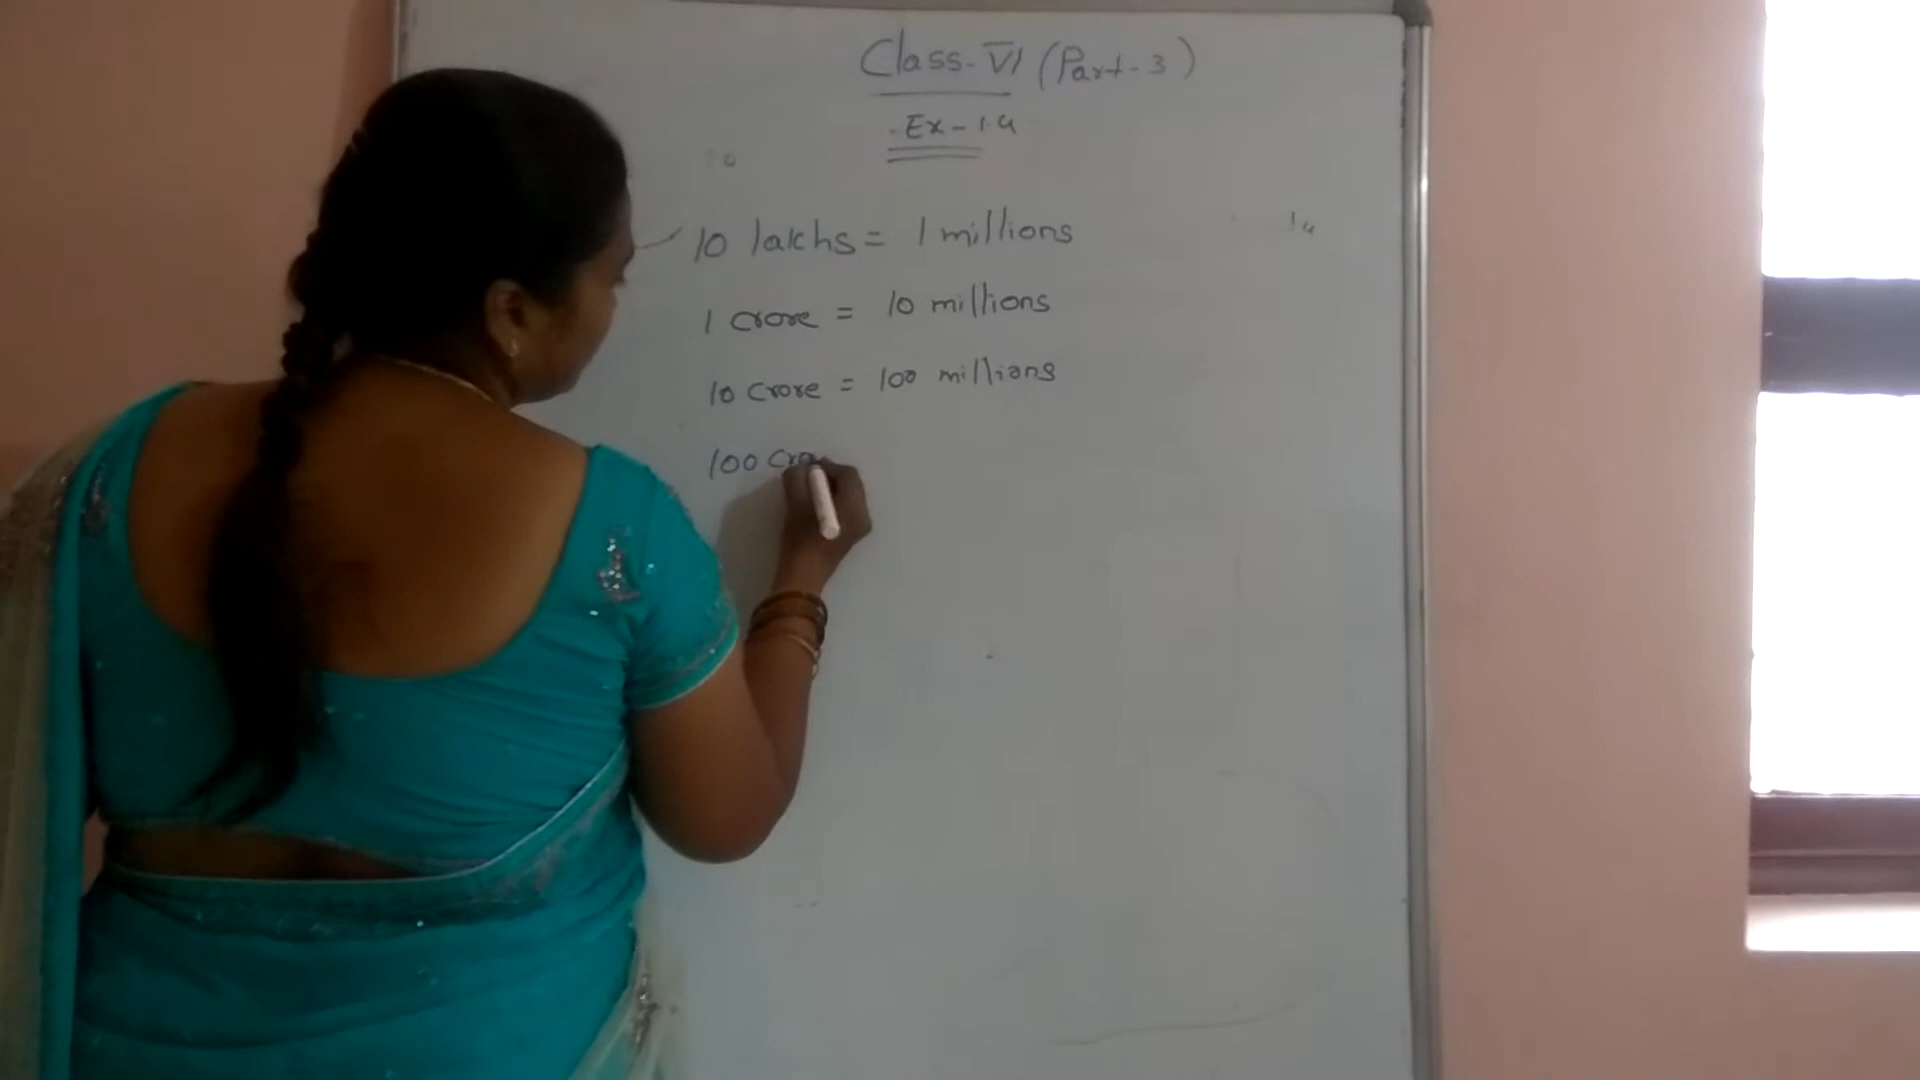 Class-VI (Part-3)
Ex-1.4
10 lakhs = 1 millions
1 crore = 10 millions
10 crore = 100 millions
100 cro